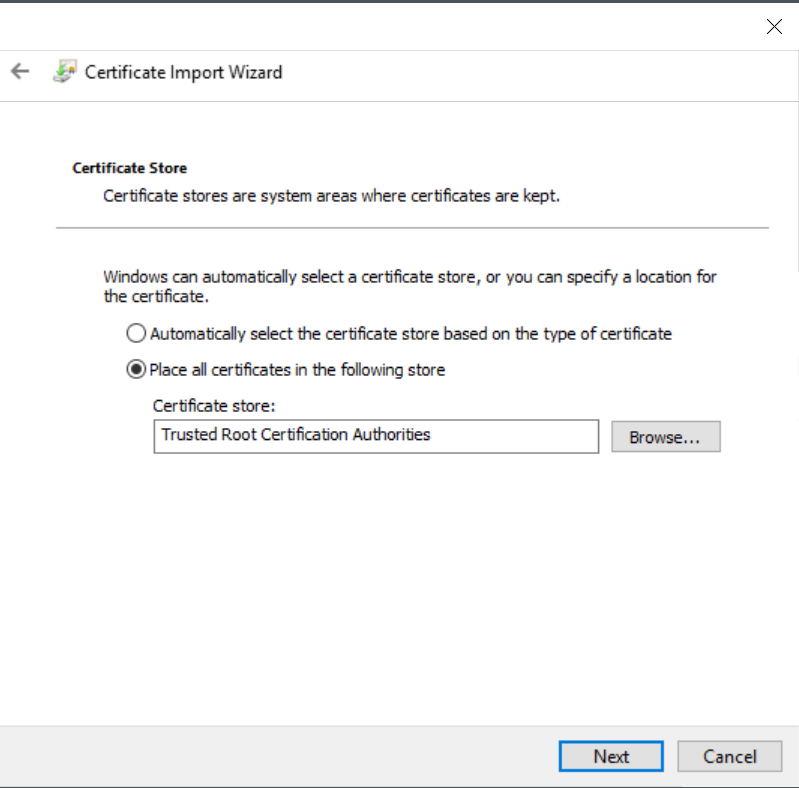 Certificate Import Wizard
Certificate Store
Certificate stores are system areas where certificates are kept.
Windows can automatically select a certificate store, or you can specify a location for
the certificate.
Automatically select the certificate store based on the type of certificate
Place all certificates in the following store
Certificate store:
Trusted Root Certification Authorities
Browse...
Next
Cancel